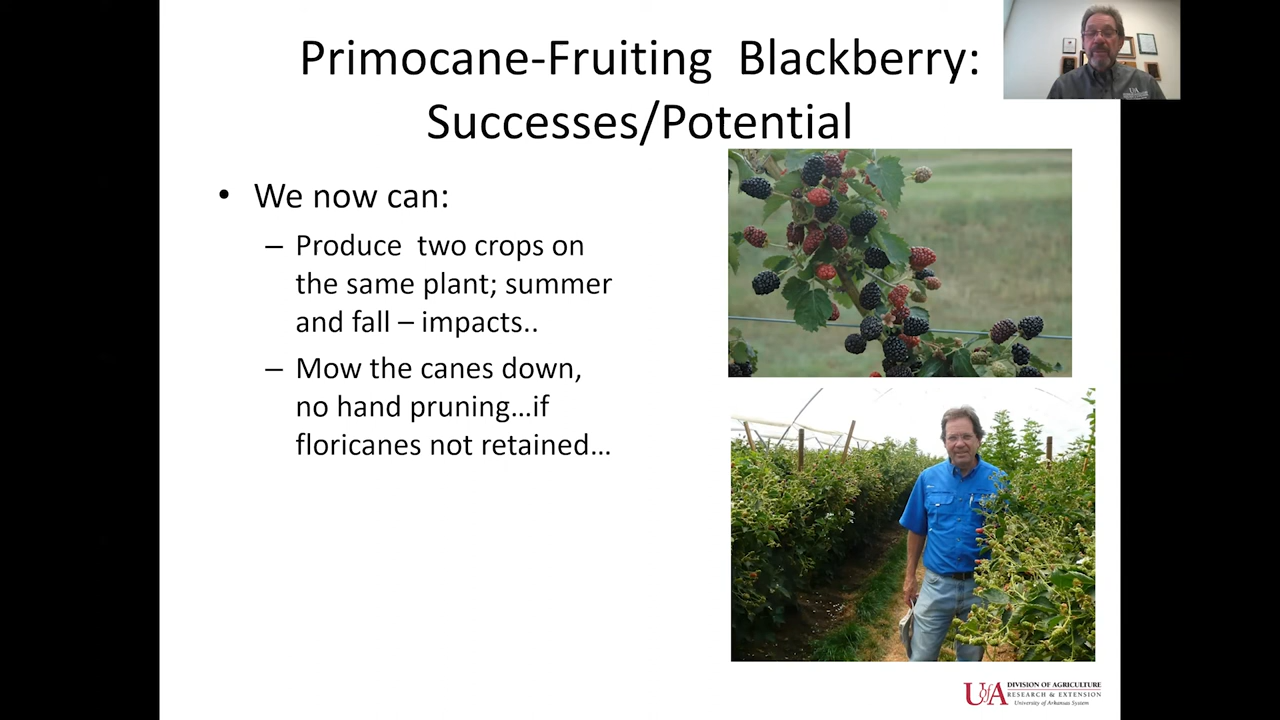 Primocane-Fruiting Blackberry:
Successes/Potential
• We now can:
– Produce two crops on
the same plant; summer
and fall – impacts..
– Mow the canes down,
no hand pruning…if
floricanes not retained…
UA
UofA DIVISION OF AGRICULTURE
RESEARCH & EXTENSION
University of Arkansas System